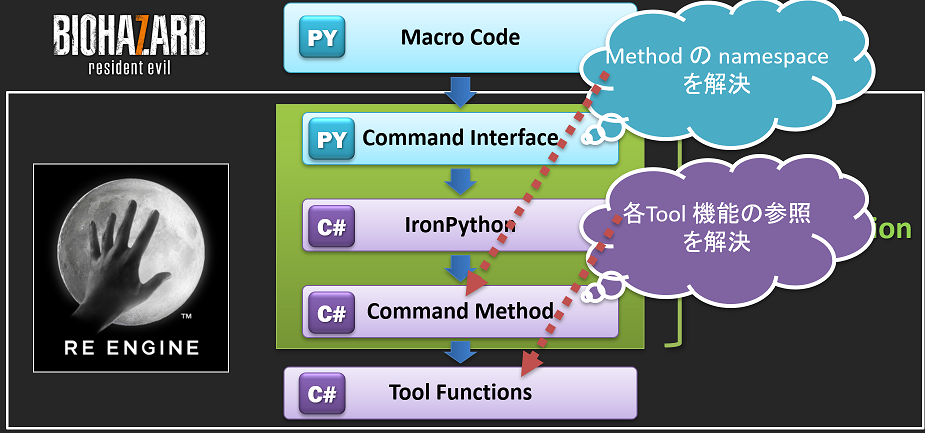 BIOHAZARD
resident evil
PY
Macro Code
Method の namespace
を解決
PY
Command Interface
C#
IronPython
各Tool 機能の参照
を解決
ion
C#
Command Method
TM
RE ENGINE
C#
Tool Functions